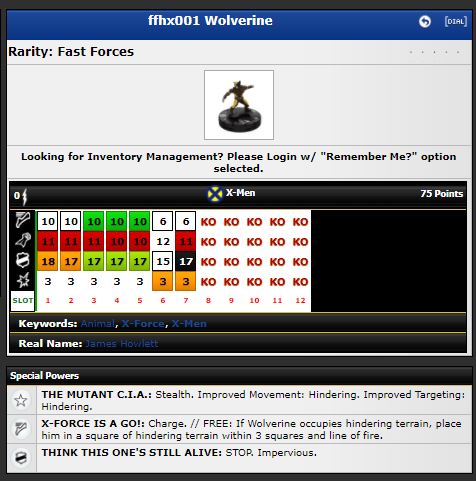 ffhx001 Wolverine
[DIAL]
Rarity: Fast Forces
. . . . .
Looking for Inventory Management? Please Login w/ "Remember Me?" option
selected.
0 X-Men 75 Points
10 10 10 10 10 6 6 KO KO KO KO KO
11 11 11 10 10 12 11 KO KO KO KO KO
18 17 17 17 17 15 17 KO KO KO KO KO
3 3 3 3 3 3 3 KO KO KO KO KO
SLOT 1 2 3 4 5 6 7 8 9 10 11 12
Keywords: Animal, X-Force, X-Men
Real Name: James Howlett
Special Powers
THE MUTANT C.I.A.: Stealth. Improved Movement: Hindering. Improved Targeting:
Hindering.
X-FORCE IS A GO!: Charge. // FREE: If Wolverine occupies hindering terrain, place
him in a square of hindering terrain within 3 squares and line of fire.
THINK THIS ONE'S STILL ALIVE: STOP. Impervious.